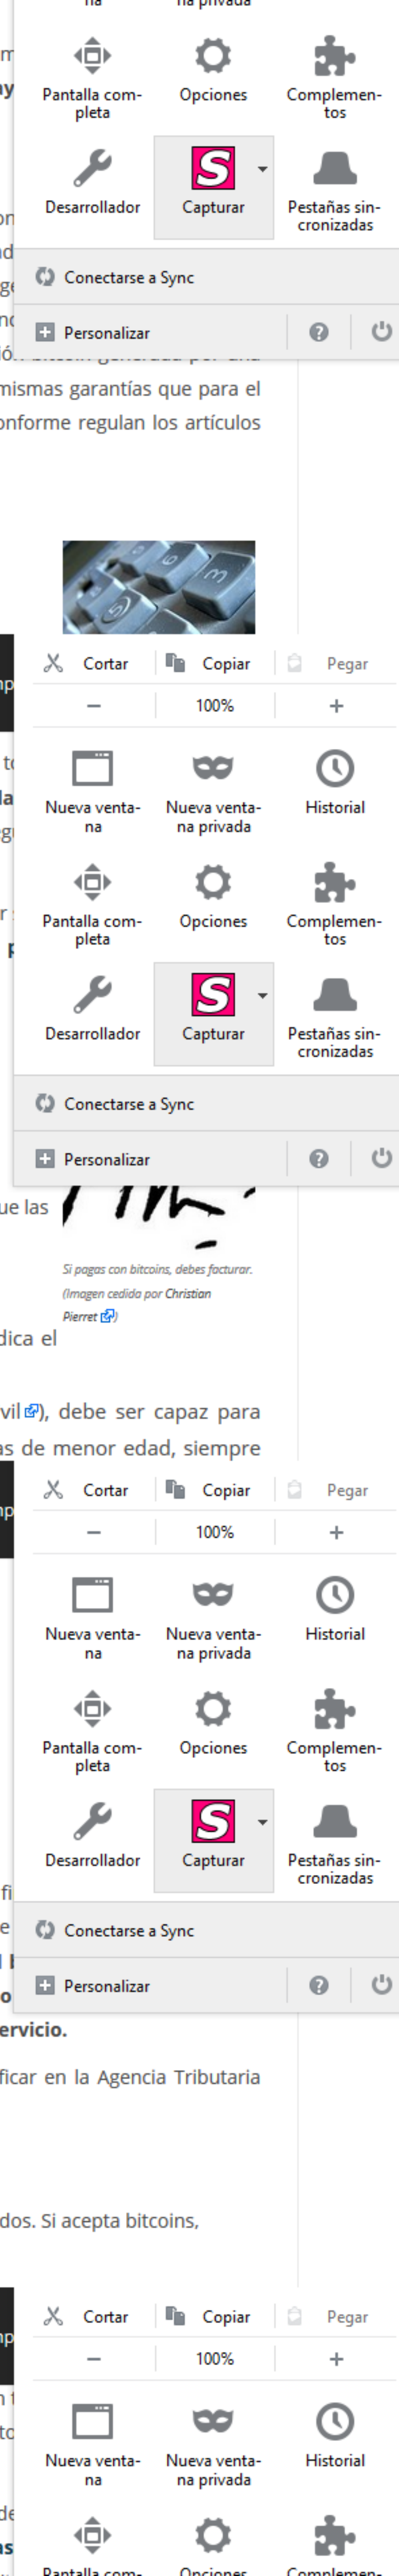 na na privada
Pantalla com-
pleta
Opciones
Complemen-
tos
Desarrollador
Capturar
Pestañas sin-
cronizadas
Conectarse a Sync
Personalizar
mismas garantías que para el
onforme regulan los artículos
Cortar Copiar Pegar
100%
Nueva venta-
na
Nueva venta-
na privada
Historial
Pantalla com-
pleta
Opciones
Complemen-
tos
Desarrollador
Capturar
Pestañas sin-
cronizadas
Conectarse a Sync
Personalizar
ue las
Si pagas con bitcoins, debes facturar.
(Imagen cedida por Christian
Pierret)
dica el
vil), debe ser capaz para
as de menor edad, siempre
Cortar Copiar Pegar
100%
Nueva venta-
na
Nueva venta-
na privada
Historial
Pantalla com-
pleta
Opciones
Complemen-
tos
Desarrollador
Capturar
Pestañas sin-
cronizadas
Conectarse a Sync
Personalizar
ervicio.
ficar en la Agencia Tributaria
dos. Si acepta bitcoins,
Cortar Copiar Pegar
100%
Nueva venta-
na
Nueva venta-
na privada
Historial